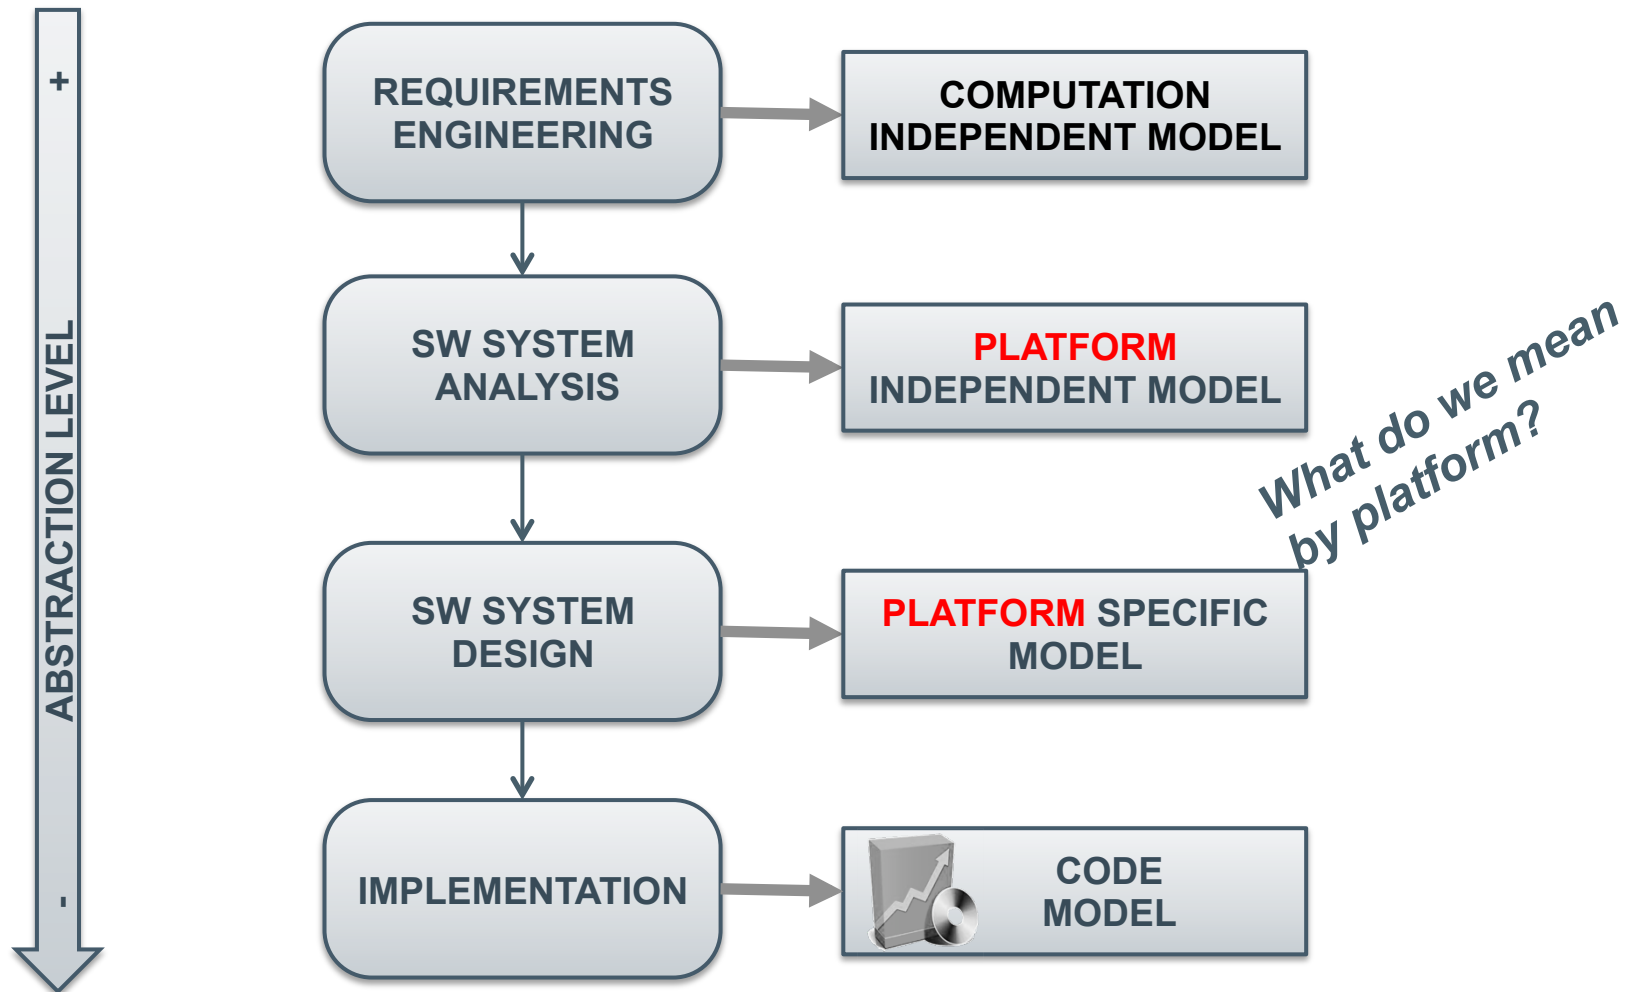 +
ABSTRACTION LEVEL
-
REQUIREMENTS
ENGINEERING
COMPUTATION
INDEPENDENT MODEL
SW SYSTEM
ANALYSIS
PLATFORM
INDEPENDENT MODEL
What do we mean
by platform?
SW SYSTEM
DESIGN
PLATFORM SPECIFIC
MODEL
IMPLEMENTATION
CODE
MODEL